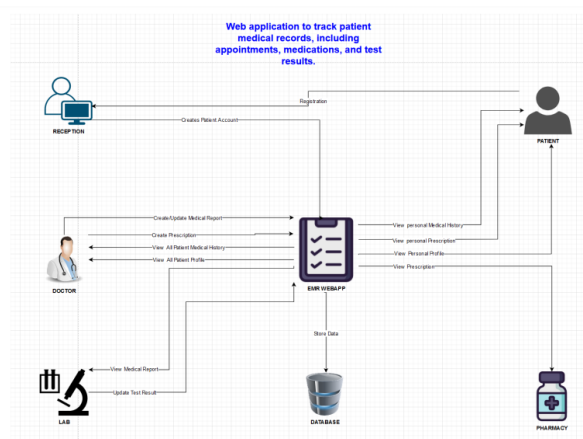 Web application to track patient
medical records, including
appointments, medications, and test
results.
Registration
RECEPTION
Creates Patient Account
PATIENT
Create/Update Medical Report
Create Prescription
View All Patient Medical History
View All Patient Profile
DOCTOR
EMR WEBAPP
View personal Medical History
View personal Prescription
View Personal Profile
View Prescription
Store Data
View Medical Report
Update Test Result
LAB
DATABASE
PHARMACY